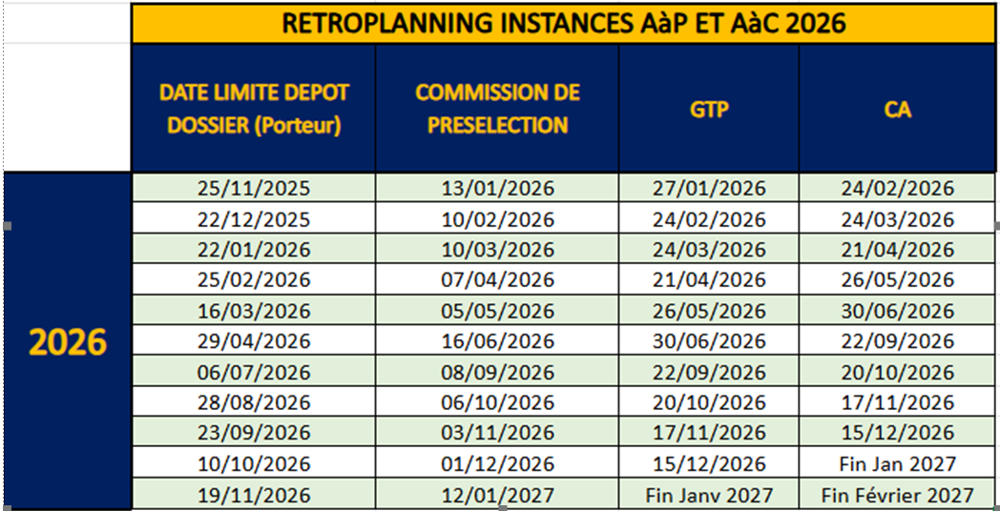 RETROPLANNING INSTANCES AàP ET AàC 2026
DATE LIMITE DEPOT DOSSIER (Porteur) COMMISSION DE PRESELECTION GTP CA
2026
25/11/2025 13/01/2026 27/01/2026 24/02/2026
22/12/2025 10/02/2026 24/02/2026 24/03/2026
22/01/2026 10/03/2026 24/03/2026 21/04/2026
25/02/2026 07/04/2026 21/04/2026 26/05/2026
16/03/2026 05/05/2026 26/05/2026 30/06/2026
29/04/2026 16/06/2026 30/06/2026 22/09/2026
06/07/2026 08/09/2026 22/09/2026 20/10/2026
28/08/2026 06/10/2026 20/10/2026 17/11/2026
23/09/2026 03/11/2026 17/11/2026 15/12/2026
10/10/2026 01/12/2026 15/12/2026 Fin Jan 2027
19/11/2026 12/01/2027 Fin Janv 2027 Fin Février 2027